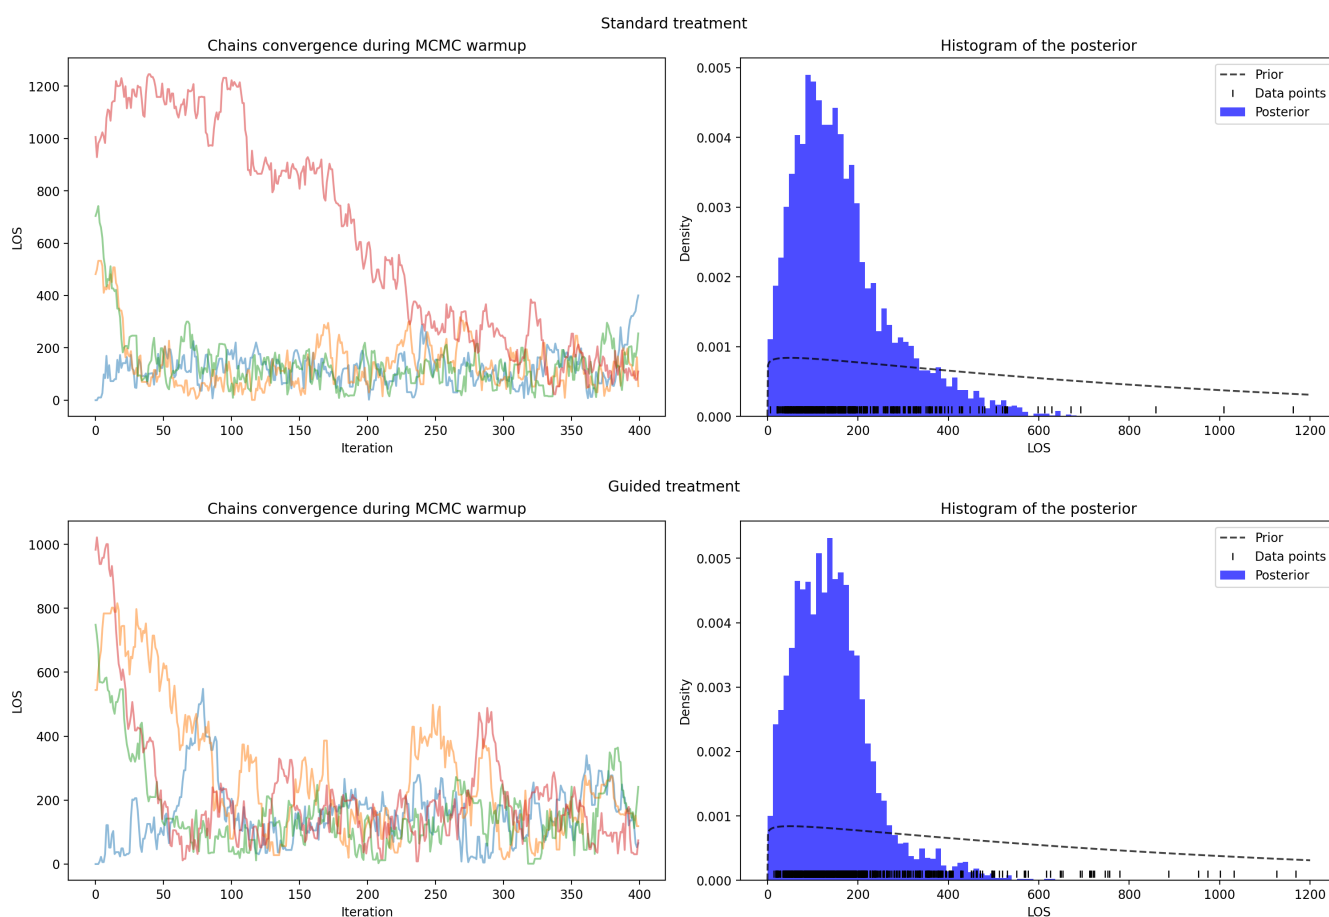 Standard treatment
Chains convergence during MCMC warmup
LOS
1200
1000
800
600
400
200
0
0 50 100 150 200 250 300 350 400
Iteration
Histogram of the posterior
Density
0.005
0.004
0.003
0.002
0.001
0.000
Prior
Data points
Posterior
0 200 400 600 800 1000 1200
LOS
Guided treatment
Chains convergence during MCMC warmup
LOS
1000
800
600
400
200
0
0 50 100 150 200 250 300 350 400
Iteration
Histogram of the posterior
Density
0.005
0.004
0.003
0.002
0.001
0.000
Prior
Data points
Posterior
0 200 400 600 800 1000 1200
LOS